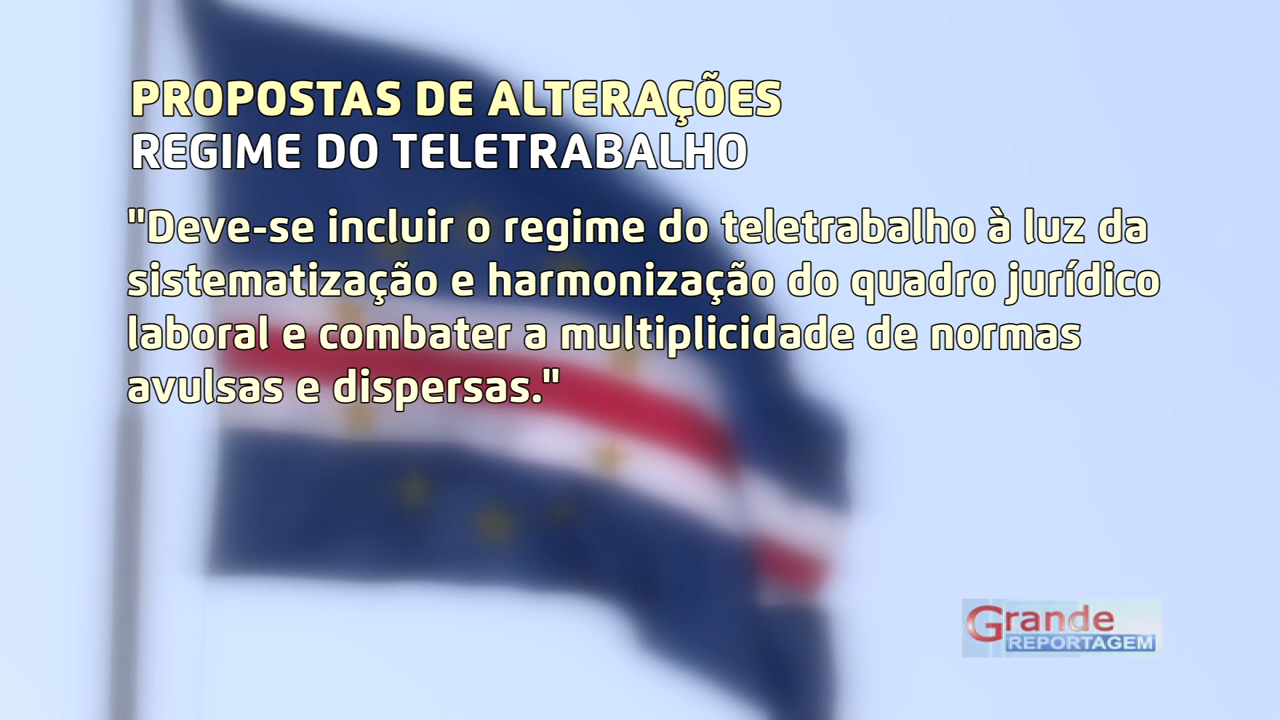 PROPOSTAS DE ALTERAÇÕES
REGIME DO TELETRABALHO
"Deve-se incluir o regime do teletrabalho à luz da
sistematização e harmonização do quadro jurídico
laboral e combater a multiplicidade de normas
avulsas e dispersas."
Grande
REPORTAGEM